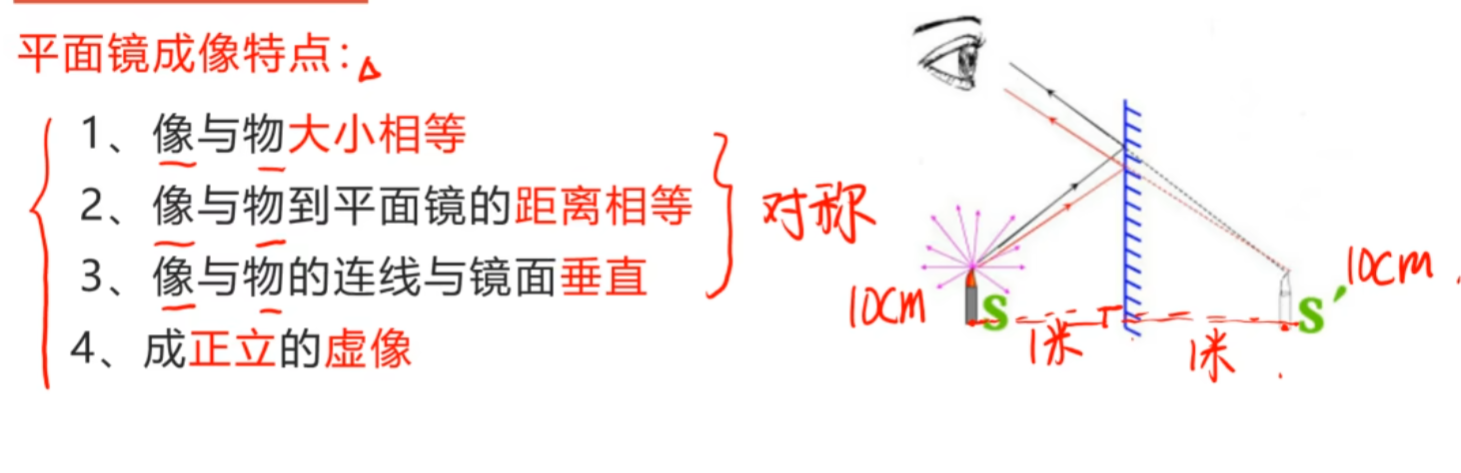 平面镜成像特点：
1、像与物大小相等
2、像与物到平面镜的距离相等
3、像与物的连线与镜面垂直
4、成正立的虚像
对称
10cm
S
1米
1米
S′
10cm